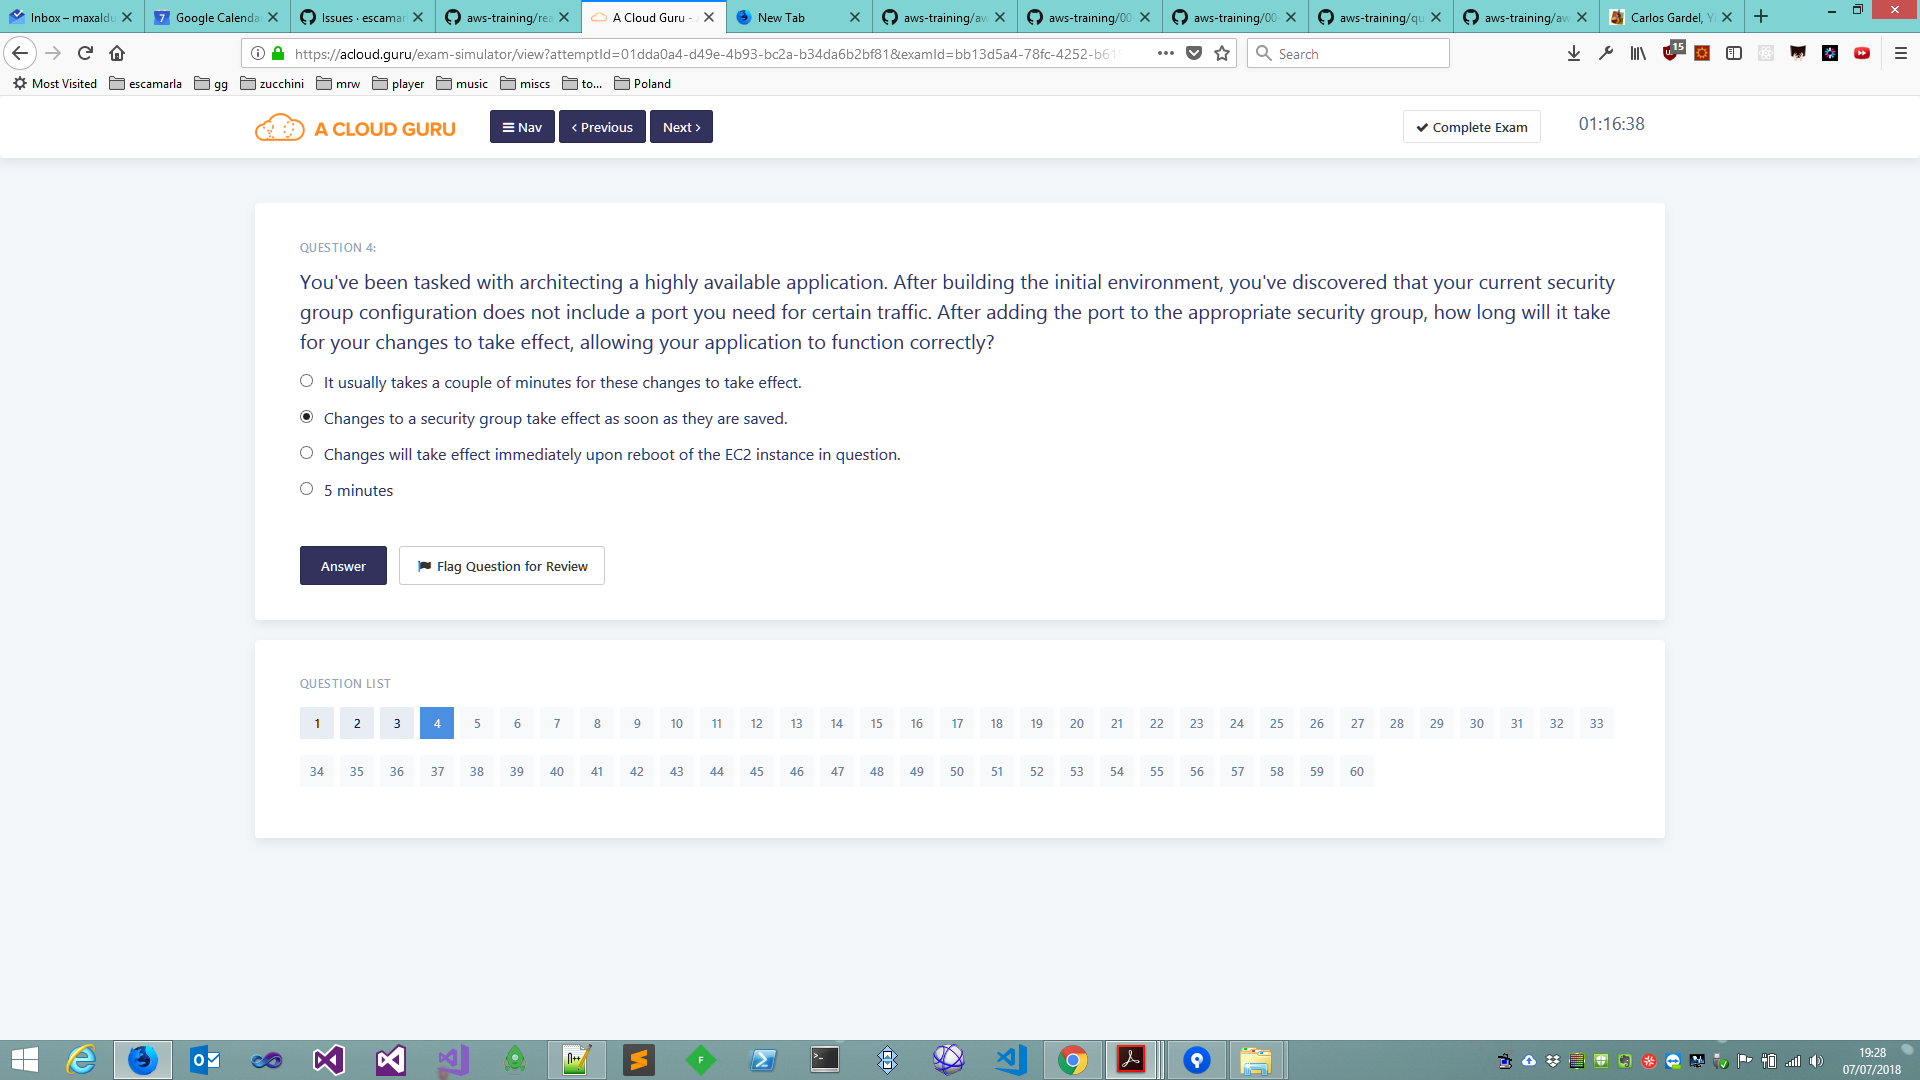 Inbox – maxaldu
Google Calenda
Issues · escamar
aws-training/rea
A Cloud Guru -
New Tab
aws-training/aw
aws-training/00
aws-training/00
aws-training/qu
aws-training/aw
Carlos Gardel, Y
https://acloud.guru/exam-simulator/view?attemptId=01dda0a4-d49e-4b93-bc2a-b34da6b2bf81&examId=bb13d5a4-78fc-4252-b61
Search
15
Most Visited
escamarla
gg
zucchini
mrw
player
music
miscs
to...
Poland
A CLOUD GURU
Nav
Previous
Next
Complete Exam
01:16:38
QUESTION 4:
You've been tasked with architecting a highly available application. After building the initial environment, you've discovered that your current security
group configuration does not include a port you need for certain traffic. After adding the port to the appropriate security group, how long will it take
for your changes to take effect, allowing your application to function correctly?
It usually takes a couple of minutes for these changes to take effect.
Changes to a security group take effect as soon as they are saved.
Changes will take effect immediately upon reboot of the EC2 instance in question.
5 minutes
Answer
Flag Question for Review
QUESTION LIST
1 2 3 4 5 6 7 8 9 10 11 12 13 14 15 16 17 18 19 20 21 22 23 24 25 26 27 28 29 30 31 32 33
34 35 36 37 38 39 40 41 42 43 44 45 46 47 48 49 50 51 52 53 54 55 56 57 58 59 60
19:28
07/07/2018